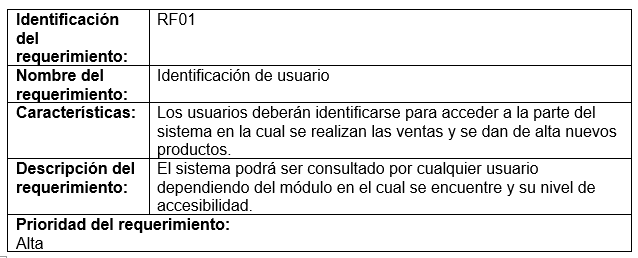 Identificación RF01
del
requerimiento:
Nombre del Identificación de usuario
requerimiento:
Características: Los usuarios deberán identificarse para acceder a la parte del
sistema en la cual se realizan las ventas y se dan de alta nuevos
productos.
Descripción del El sistema podrá ser consultado por cualquier usuario
requerimiento: dependiendo del módulo en el cual se encuentre y su nivel de
accesibilidad.
Prioridad del requerimiento:
Alta